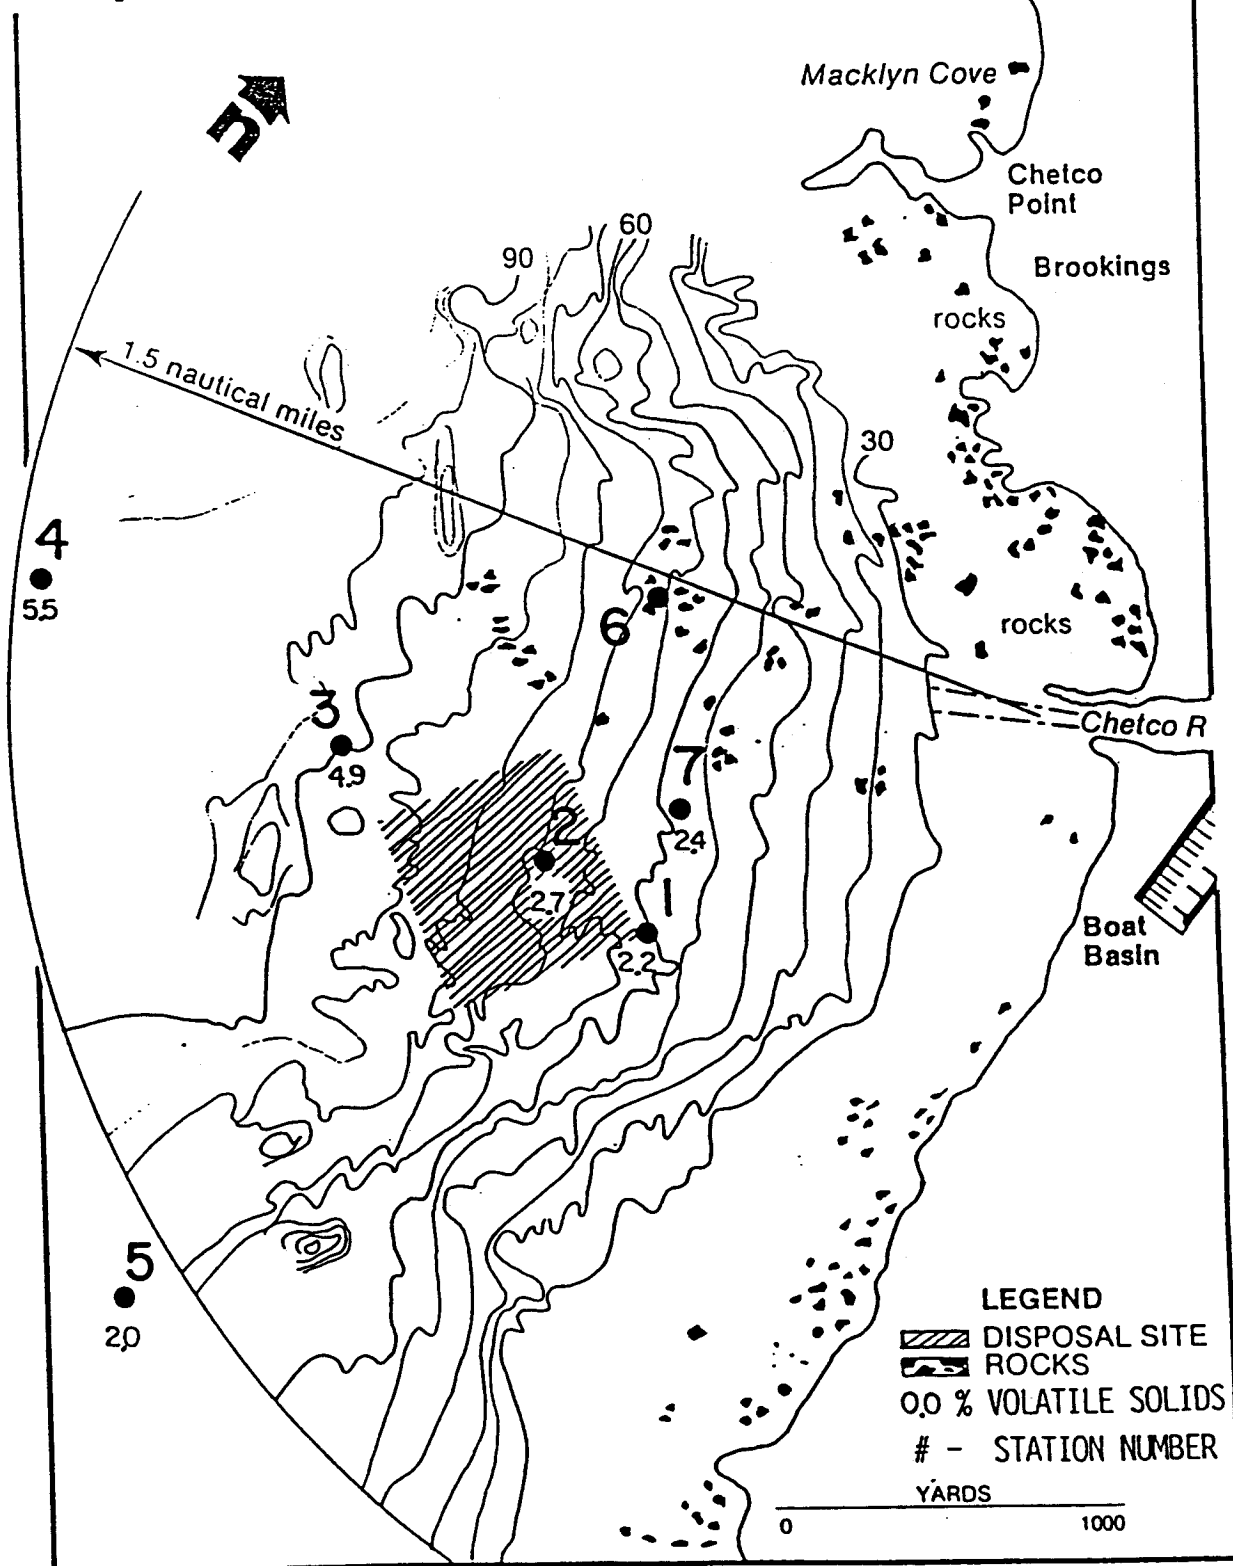 n
Macklyn Cove
Chetco
Point
Brookings
60
90
rocks
1.5 nautical miles
30
4
5.5
6
rocks
3
4.9
Chetco R
7
2.4
2
2.7
1
2.2
Boat
Basin
5
2.0
LEGEND
DISPOSAL SITE
ROCKS
0.0 % VOLATILE SOLIDS
# - STATION NUMBER
YARDS
0 1000